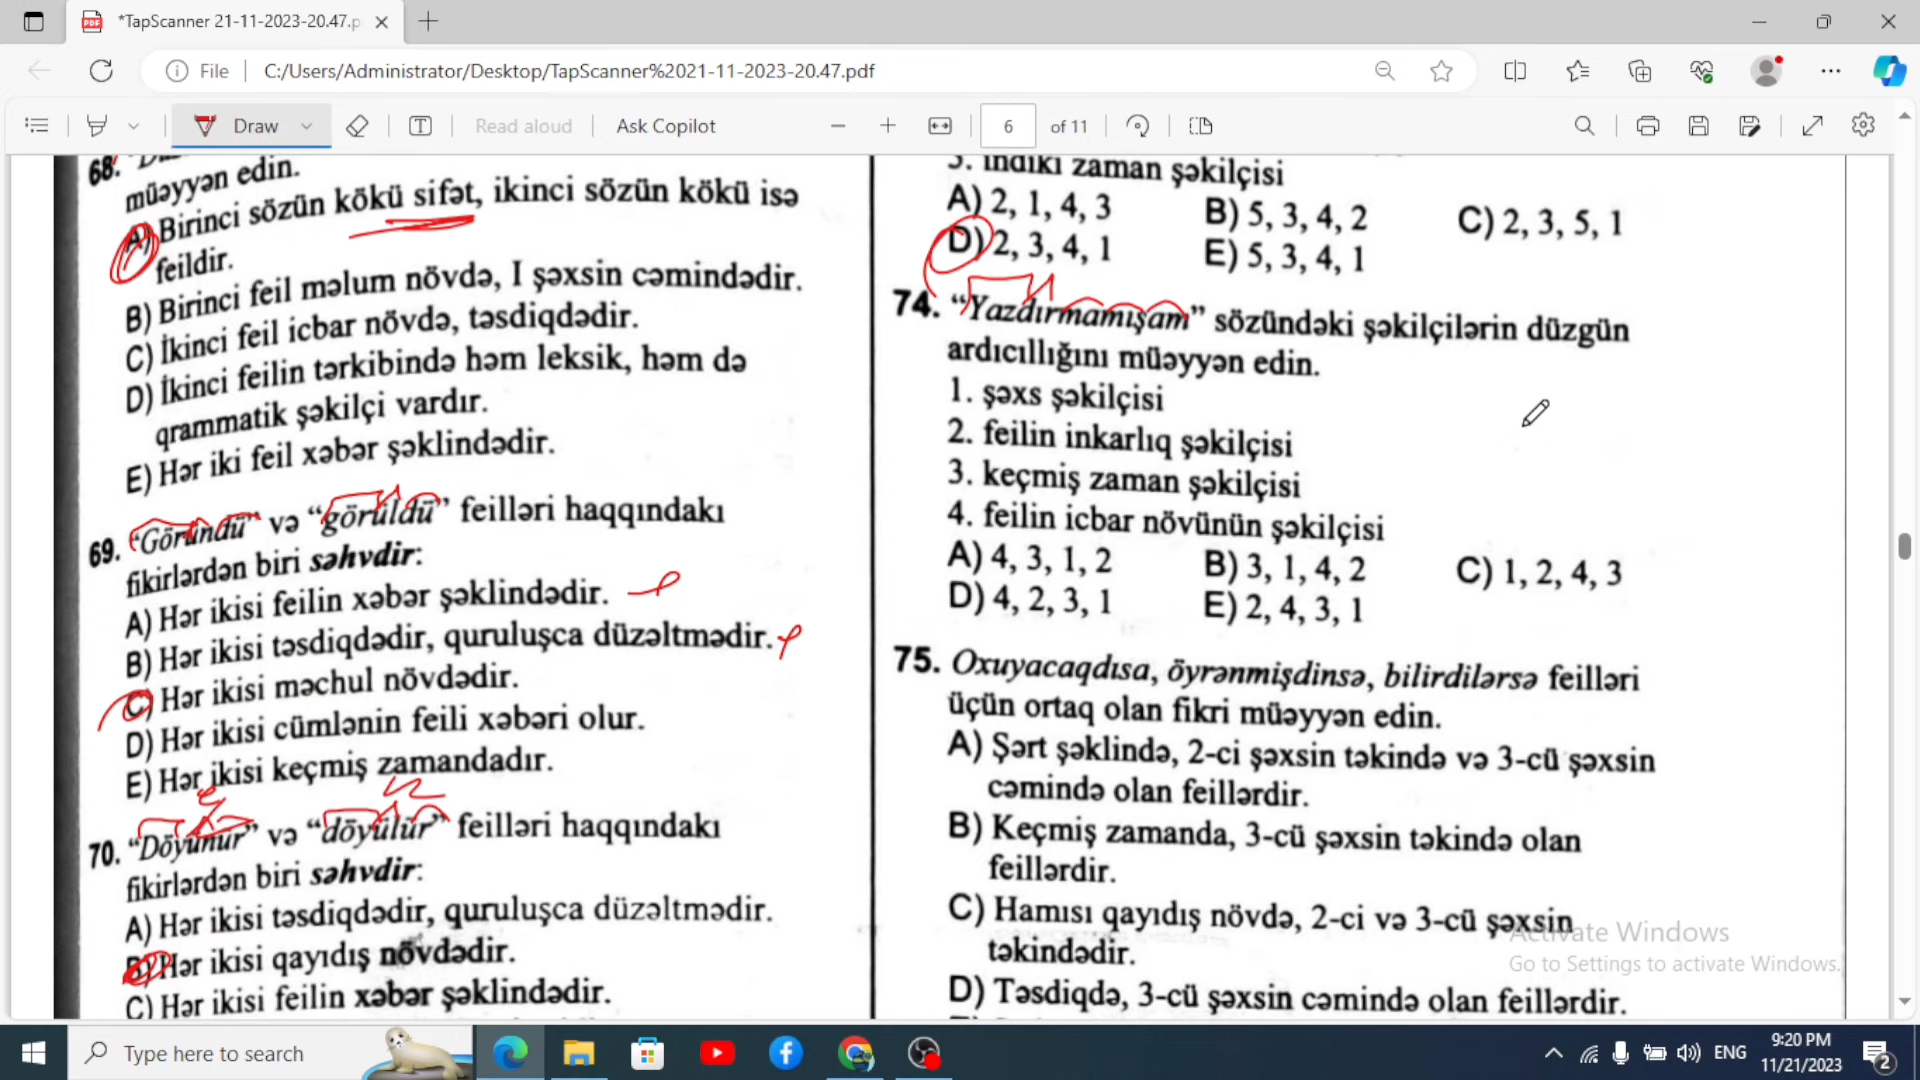 *TapScanner 21-11-2023-20.47.p
File
C:/Users/Administrator/Desktop/TapScanner%2021-11-2023-20.47.pdf
Draw
Read aloud
Ask Copilot
6
of 11
68.
müəyyən edin.
A) Birinci sözün kökü sifət, ikinci sözün kökü isə
feildir.
B) Birinci feil məlum növdə, I şəxsin cəmindədir.
C) İkinci feil icbar növdə, təsdiqdədir.
D) İkinci feilin tərkibində həm leksik, həm də
qrammatik şəkilçi vardır.
E) Hər iki feil xəbər şəklindədir.
69. "Göründü" və "görüldü" feilləri haqqındakı
fikirlərdən biri səhvdir:
A) Hər ikisi feilin xəbər şəklindədir.
B) Hər ikisi təsdiqdədir, quruluşca düzəltmədir.
C) Hər ikisi məchul növdədir.
D) Hər ikisi cümlənin feili xəbəri olur.
E) Hər ikisi keçmiş zamandadır.
70. "Döyünür" və "döyülür" feilləri haqqındakı
fikirlərdən biri səhvdir:
A) Hər ikisi təsdiqdədir, quruluşca düzəltmədir.
B) Hər ikisi qayıdış növdədir.
C) Hər ikisi feilin xəbər şəklindədir.
5. indiki zaman şəkilçisi
A) 2, 1, 4, 3 B) 5, 3, 4, 2 C) 2, 3, 5, 1
D) 2, 3, 4, 1 E) 5, 3, 4, 1
74. "Yazdırmamışam" sözündəki şəkilçilərin düzgün
ardıcıllığını müəyyən edin.
1. şəxs şəkilçisi
2. feilin inkarlıq şəkilçisi
3. keçmiş zaman şəkilçisi
4. feilin icbar növünün şəkilçisi
A) 4, 3, 1, 2 B) 3, 1, 4, 2 C) 1, 2, 4, 3
D) 4, 2, 3, 1 E) 2, 4, 3, 1
75. Oxuyacaqdısa, öyrənmişdinsə, bilirdilərsə feilləri
üçün ortaq olan fikri müəyyən edin.
A) Şərt şəklində, 2-ci şəxsin təkində və 3-cü şəxsin
cəmində olan feillərdir.
B) Keçmiş zamanda, 3-cü şəxsin təkində olan
feillərdir.
C) Hamısı qayıdış növdə, 2-ci və 3-cü şəxsin
təkindədir.
D) Təsdiqdə, 3-cü şəxsin cəmində olan feillərdir.
Activate Windows
Go to Settings to activate Windows.
Type here to search
ENG
9:20 PM
11/21/2023
2